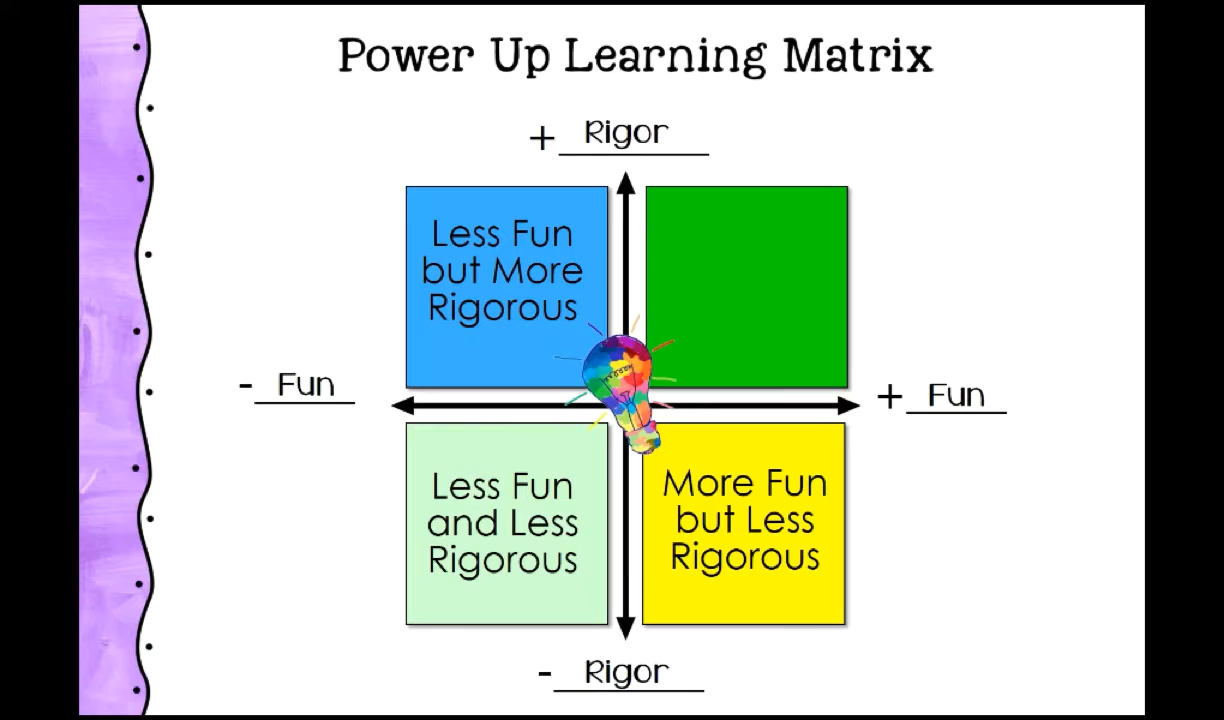 Power Up Learning Matrix
+ Rigor
Less Fun
but More
Rigorous
- Fun
+ Fun
Less Fun
and Less
Rigorous
More Fun
but Less
Rigorous
- Rigor